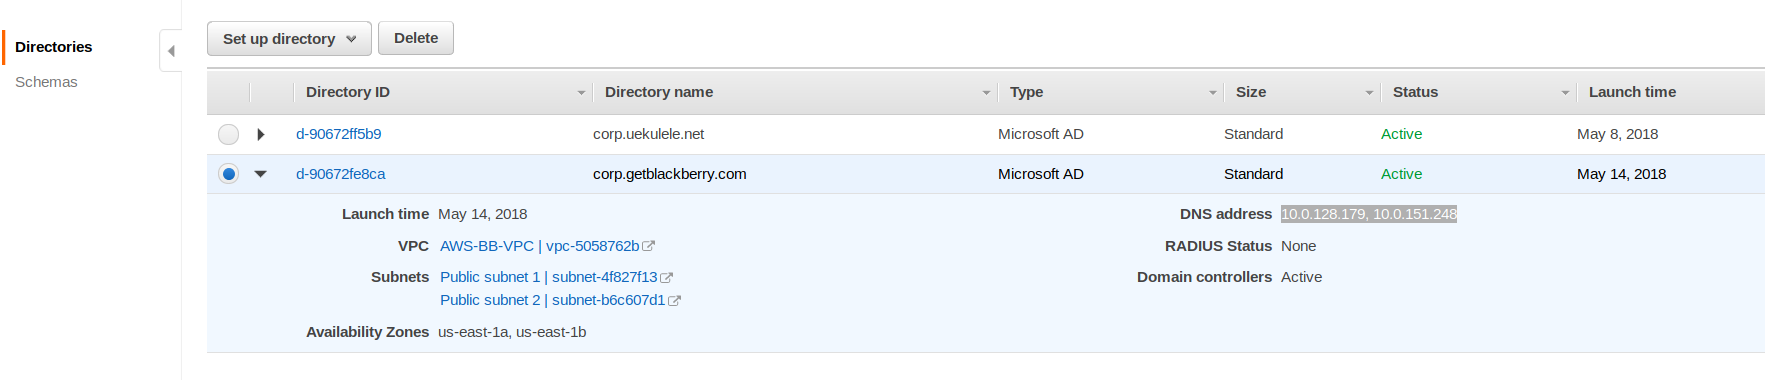 Directories
Schemas
Set up directory Delete
Directory ID Directory name Type Size Status Launch time
d-90672ff5b9 corp.uekulele.net Microsoft AD Standard Active May 8, 2018
d-90672fe8ca corp.getblackberry.com Microsoft AD Standard Active May 14, 2018
Launch time May 14, 2018 DNS address 10.0.128.179, 10.0.151.248
VPC AWS-BB-VPC | vpc-5058762b RADIUS Status None
Subnets Public subnet 1 | subnet-4f827f13 Domain controllers Active
Public subnet 2 | subnet-b6c607d1
Availability Zones us-east-1a, us-east-1b